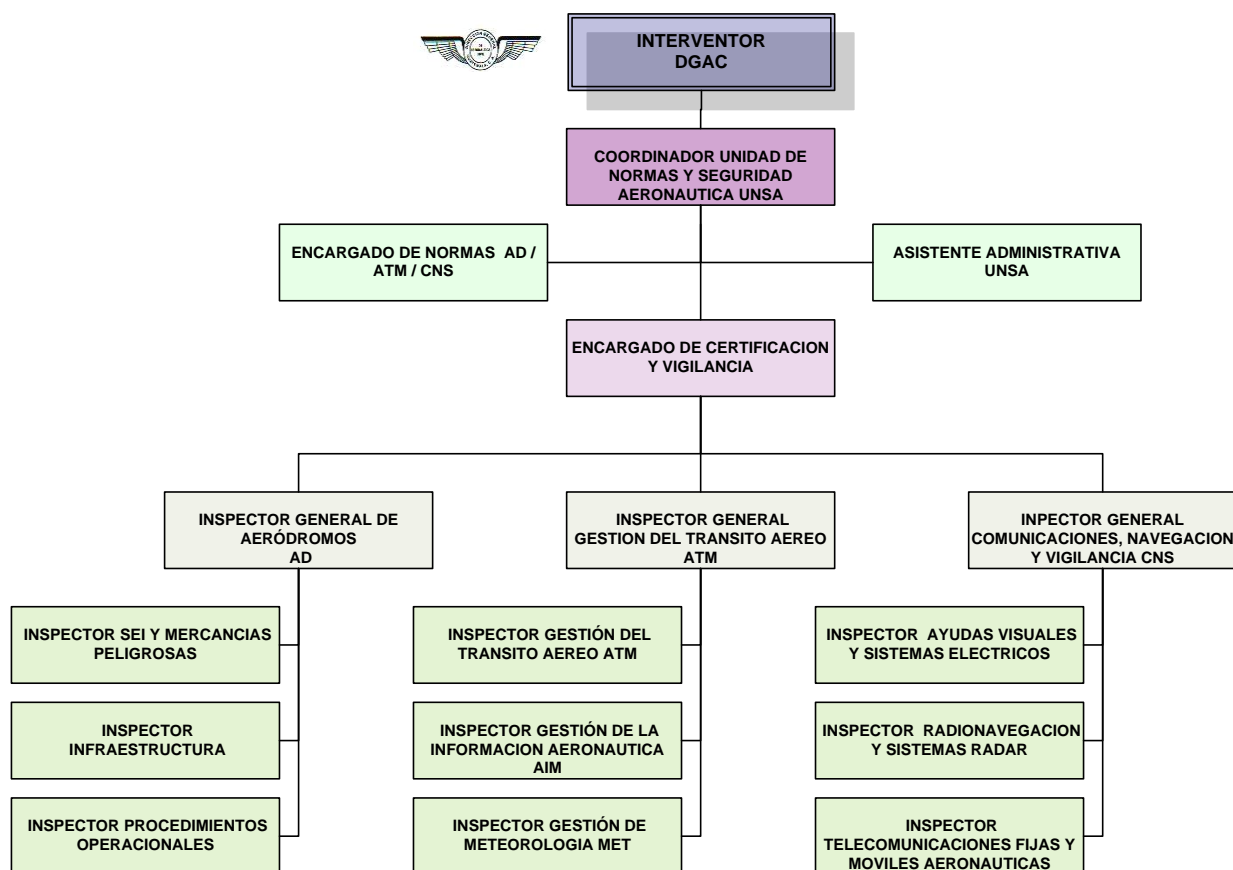 INTERVENTOR
DGAC
COORDINADOR UNIDAD DE
NORMAS Y SEGURIDAD
AERONAUTICA UNSA
ENCARGADO DE NORMAS AD /
ATM / CNS
ASISTENTE ADMINISTRATIVA
UNSA
ENCARGADO DE CERTIFICACION
Y VIGILANCIA
INSPECTOR GENERAL DE
AERÓDROMOS
AD
INSPECTOR GENERAL
GESTION DEL TRANSITO AEREO
ATM
INPECTOR GENERAL
COMUNICACIONES, NAVEGACION
Y VIGILANCIA CNS
INSPECTOR SEI Y MERCANCIAS
PELIGROSAS
INSPECTOR GESTIÓN DEL
TRANSITO AEREO ATM
INSPECTOR AYUDAS VISUALES
Y SISTEMAS ELECTRICOS
INSPECTOR
INFRAESTRUCTURA
INSPECTOR GESTIÓN DE LA
INFORMACION AERONAUTICA
AIM
INSPECTOR RADIONAVEGACION
Y SISTEMAS RADAR
INSPECTOR PROCEDIMIENTOS
OPERACIONALES
INSPECTOR GESTIÓN DE
METEOROLOGIA MET
INSPECTOR
TELECOMUNICACIONES FIJAS Y
MOVILES AERONAUTICAS